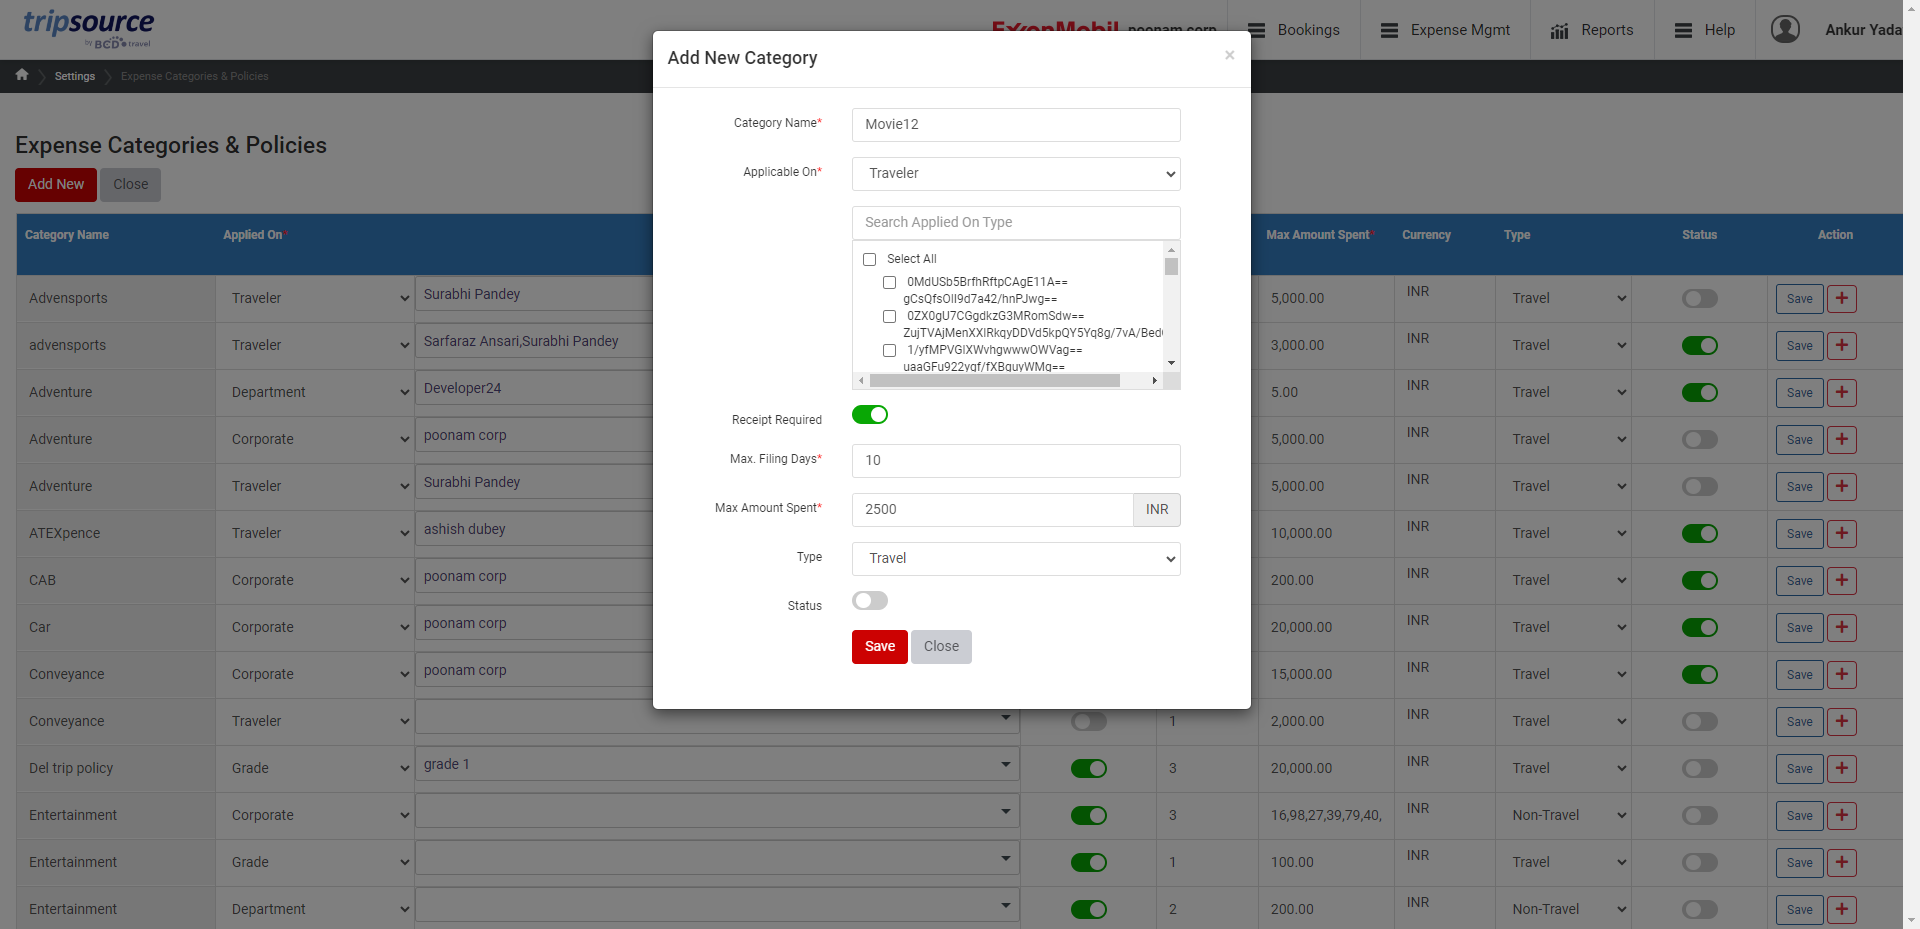 tripsource
by BCD travel
ExxonMobil poonam corp
Bookings
Expense Mgmt
Reports
Help
Ankur Yada
Settings
Expense Categories & Policies
Expense Categories & Policies
Add New
Close
Category Name
Applied On*
Max Amount Spent*
Currency
Type
Status
Action
Advensports
Traveler
Surabhi Pandey
5,000.00
INR
Travel
Save
advensports
Traveler
Sarfaraz Ansari,Surabhi Pandey
3,000.00
INR
Travel
Save
Adventure
Department
Developer24
5.00
INR
Travel
Save
Adventure
Corporate
poonam corp
5,000.00
INR
Travel
Save
Adventure
Traveler
Surabhi Pandey
5,000.00
INR
Travel
Save
ATEXpence
Traveler
ashish dubey
10,000.00
INR
Travel
Save
CAB
Corporate
poonam corp
200.00
INR
Travel
Save
Car
Corporate
poonam corp
20,000.00
INR
Travel
Save
Conveyance
Corporate
poonam corp
15,000.00
INR
Travel
Save
Conveyance
Traveler
1
2,000.00
INR
Travel
Save
Del trip policy
Grade
grade 1
3
20,000.00
INR
Travel
Save
Entertainment
Corporate
3
16,98,27,39,79,40,
INR
Non-Travel
Save
Entertainment
Grade
1
100.00
INR
Travel
Save
Entertainment
Department
2
200.00
INR
Non-Travel
Save
Add New Category
×
Category Name*
Movie12
Applicable On*
Traveler
Search Applied On Type
Select All
0MdUSb5BrfhRftpCAgE11A==
gCsQfsOlI9d7a42/hnPJwg==
0ZX0gU7CGgdkzG3MRomSdw==
ZujTVAjMenXXlRkqyDDVd5kpQY5Yq8g/7vA/Bed
1/yfMPVGlXWvhgwwwOWVag==
uaaGFu922ygf/fXBguyWMg==
Receipt Required
Max. Filing Days*
10
Max Amount Spent*
2500
INR
Type
Travel
Status
Save
Close